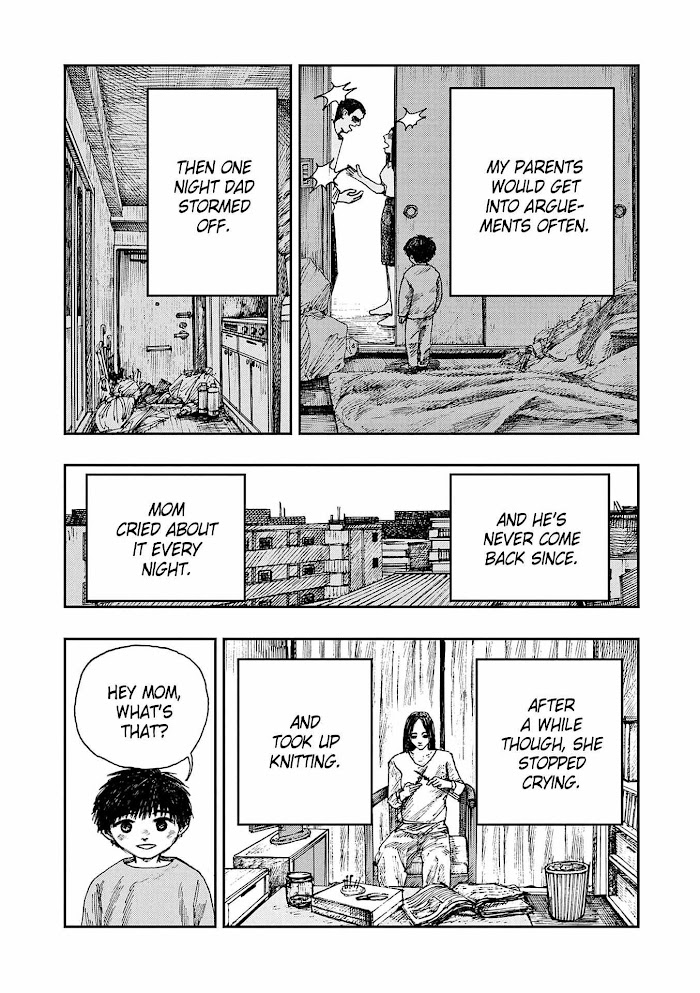 MY PARENTS
WOULD GET
INTO ARGUE-
MENTS OFTEN.
THEN ONE
NIGHT DAD
STORMED
OFF.
AND HE'S
NEVER COME
BACK SINCE.
MOM
CRIED ABOUT
IT EVERY
NIGHT.
AFTER
A WHILE
THOUGH, SHE
STOPPED
CRYING.
AND
TOOK UP
KNITTING.
HEY MOM,
WHAT'S
THAT?